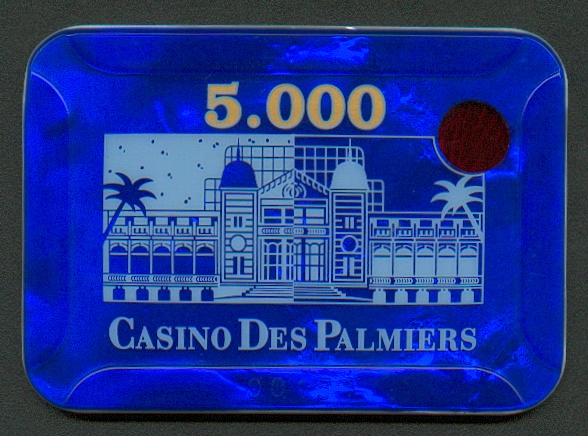 5.000
CASINO DES PALMIERS